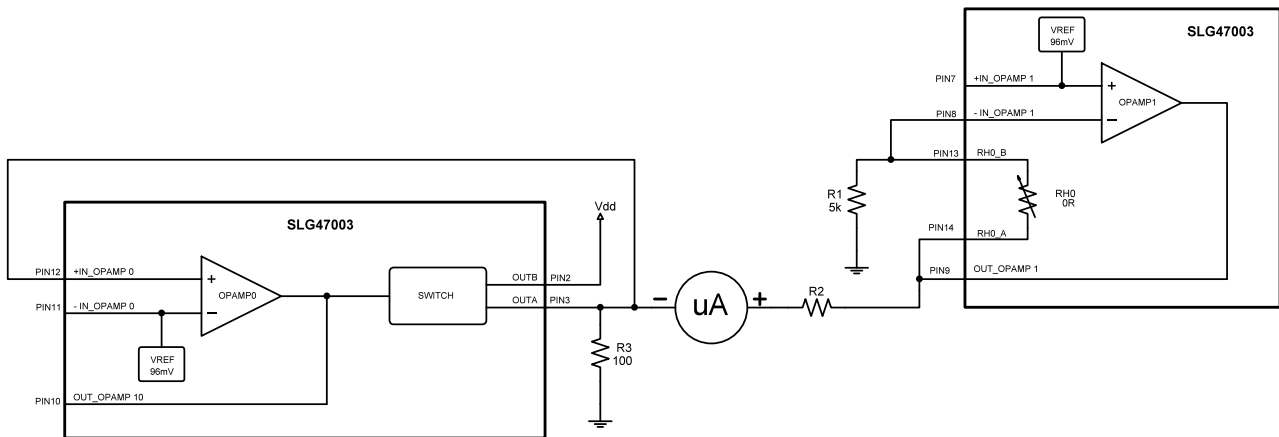 SLG47003
VREF
96mV
PIN7
+IN_OPAMP 1
+
OPAMP1
PIN8
- IN_OPAMP 1
−
PIN13
RH0_B
R1
5k
RH0
0R
PIN14
RH0_A
PIN9
OUT_OPAMP 1
SLG47003
Vdd
PIN12
+IN_OPAMP 0
+
OPAMP0
SWITCH
OUTB
PIN2
OUTA
PIN3
PIN11
- IN_OPAMP 0
−
VREF
96mV
PIN10
OUT_OPAMP 10
R3
100
−
uA
+
R2